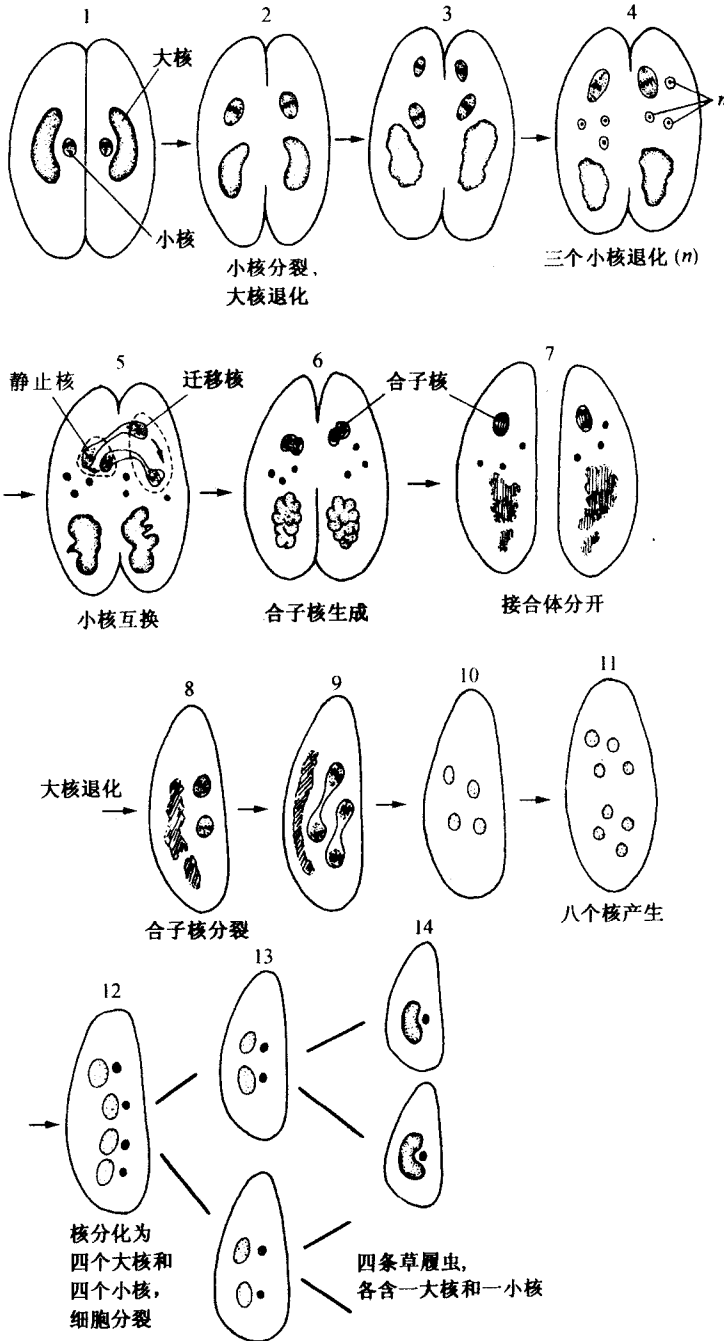 1
2
3
4
大核
小核
n
小核分裂,
大核退化
三个小核退化 (n)
5
6
7
静止核
迁移核
合子核
小核互换
合子核生成
接合体分开
8
9
10
11
大核退化
合子核分裂
八个核产生
12
13
14
核分化为
四个大核和
四个小核,
细胞分裂
四条草履虫,
各含一大核和一小核